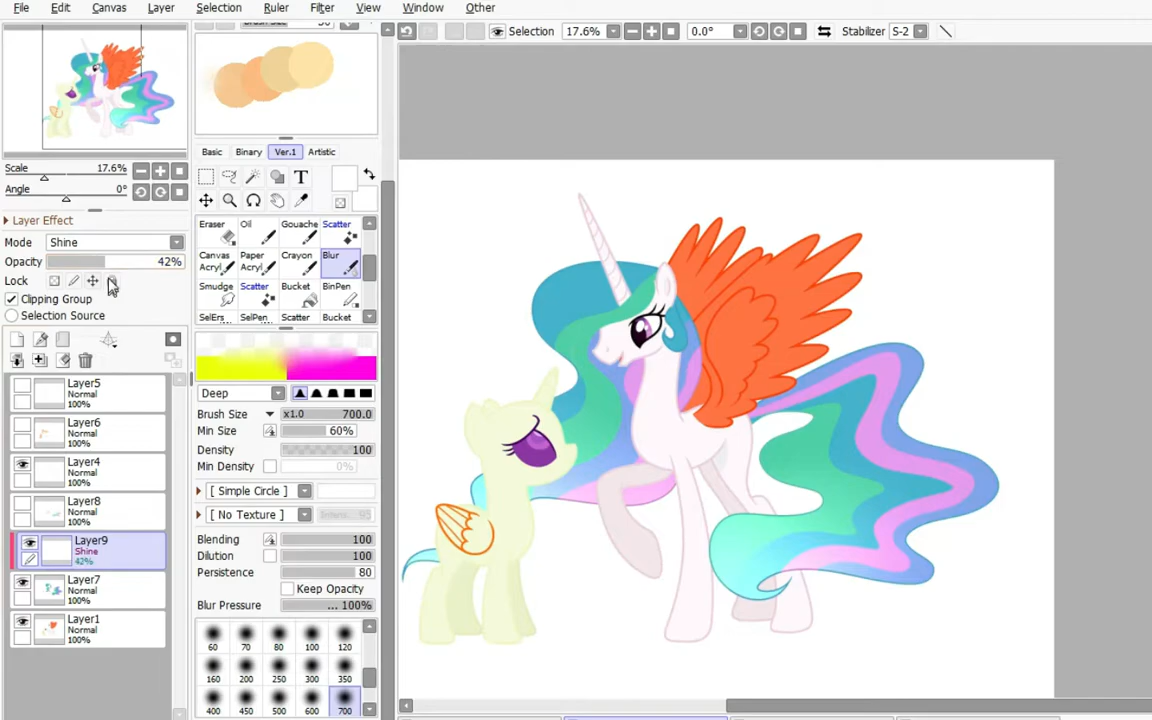 File Edit Canvas Layer Selection Ruler Filter View Window Other
Selection 17.6% 0.0° Stabilizer S-2
Scale 17.6%
Angle 0°
Layer Effect
Mode Shine
Opacity 42%
Lock
Clipping Group
Selection Source
Layer5
Normal
100%
Layer6
Normal
100%
Layer4
Normal
100%
Layer8
Normal
100%
Layer9
Shine
42%
Layer7
Normal
100%
Layer1
Normal
100%
Basic Binary Ver.1 Artistic
T
Eraser Oil Gouache Scatter
Canvas Acryl Paper Acryl Crayon Blur
Smudge Scatter Bucket BinPen
SelErs SelPen Scatter Bucket
Deep
Brush Size x1.0 700.0
Min Size 60%
Density 100
Min Density 0%
[ Simple Circle ]
[ No Texture ]
Blending 100
Dilution 100
Persistence 80
Keep Opacity
Blur Pressure ... 100%
60 70 80 100 120
160 200 250 300 350
400 450 500 600 700